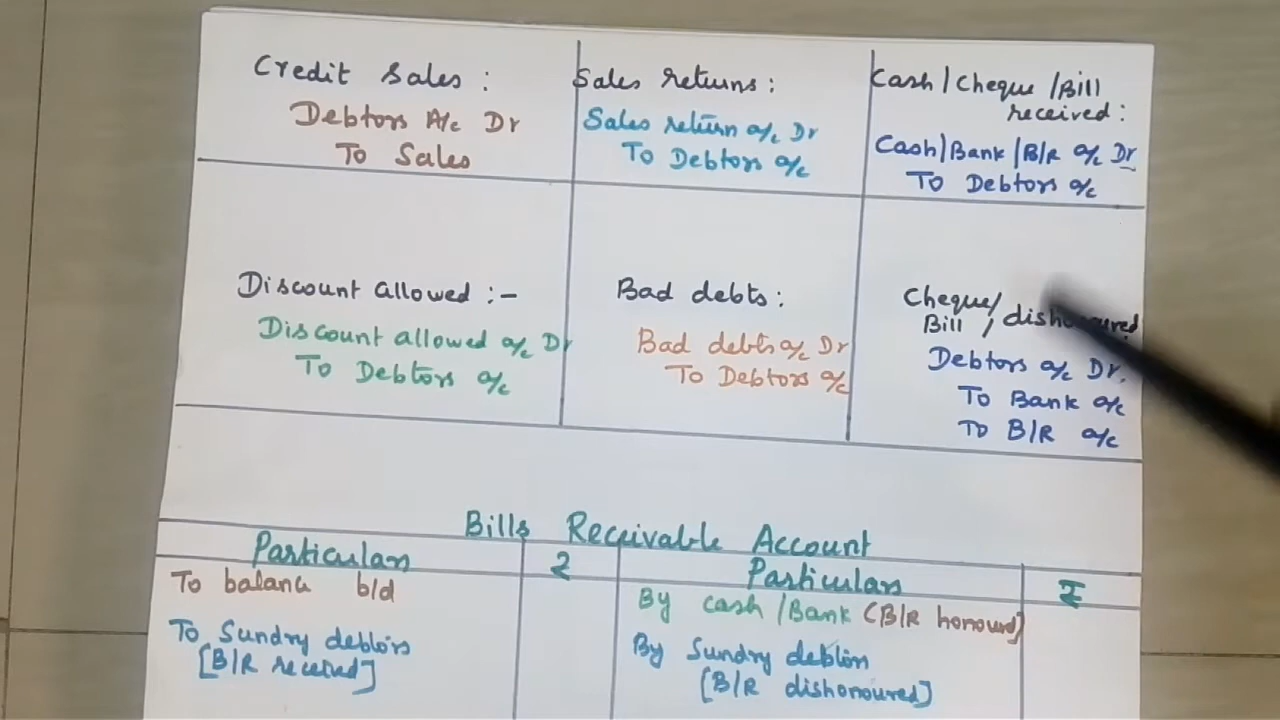 Credit Sales :
Debtors A/c Dr
To Sales
Sales returns :
Sales return a/c Dr
To Debtors a/c
Cash/Cheque/Bill
received :
Cash/Bank/B/R a/c Dr
To Debtors a/c
Discount allowed :-
Discount allowed a/c Dr
To Debtors a/c
Bad debts :
Bad debts a/c Dr
To Debtors a/c
Cheque/
Bill /
Debtors a/c Dr.
To Bank a/c
To B/R a/c
Bills Receivable Account
Particulars ₹ Particulars ₹
To balance b/d
By cash/Bank (B/R honoured)
To Sundry debtors
[B/R received]
By Sundry debtors
[B/R dishonoured]